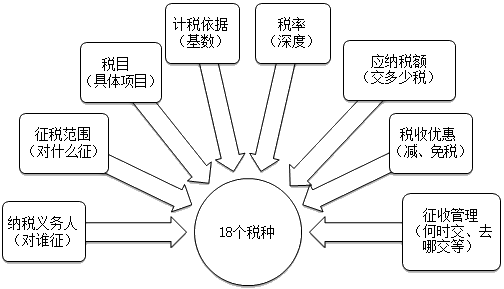 计税依据
（基数）
税率
（深度）
税目
（具体项目）
应纳税额
（交多少税）
征税范围
（对什么征）
税收优惠
（减、免税）
纳税义务人
（对谁征）
18个税种
征收管理
（何时交、去
哪交等）